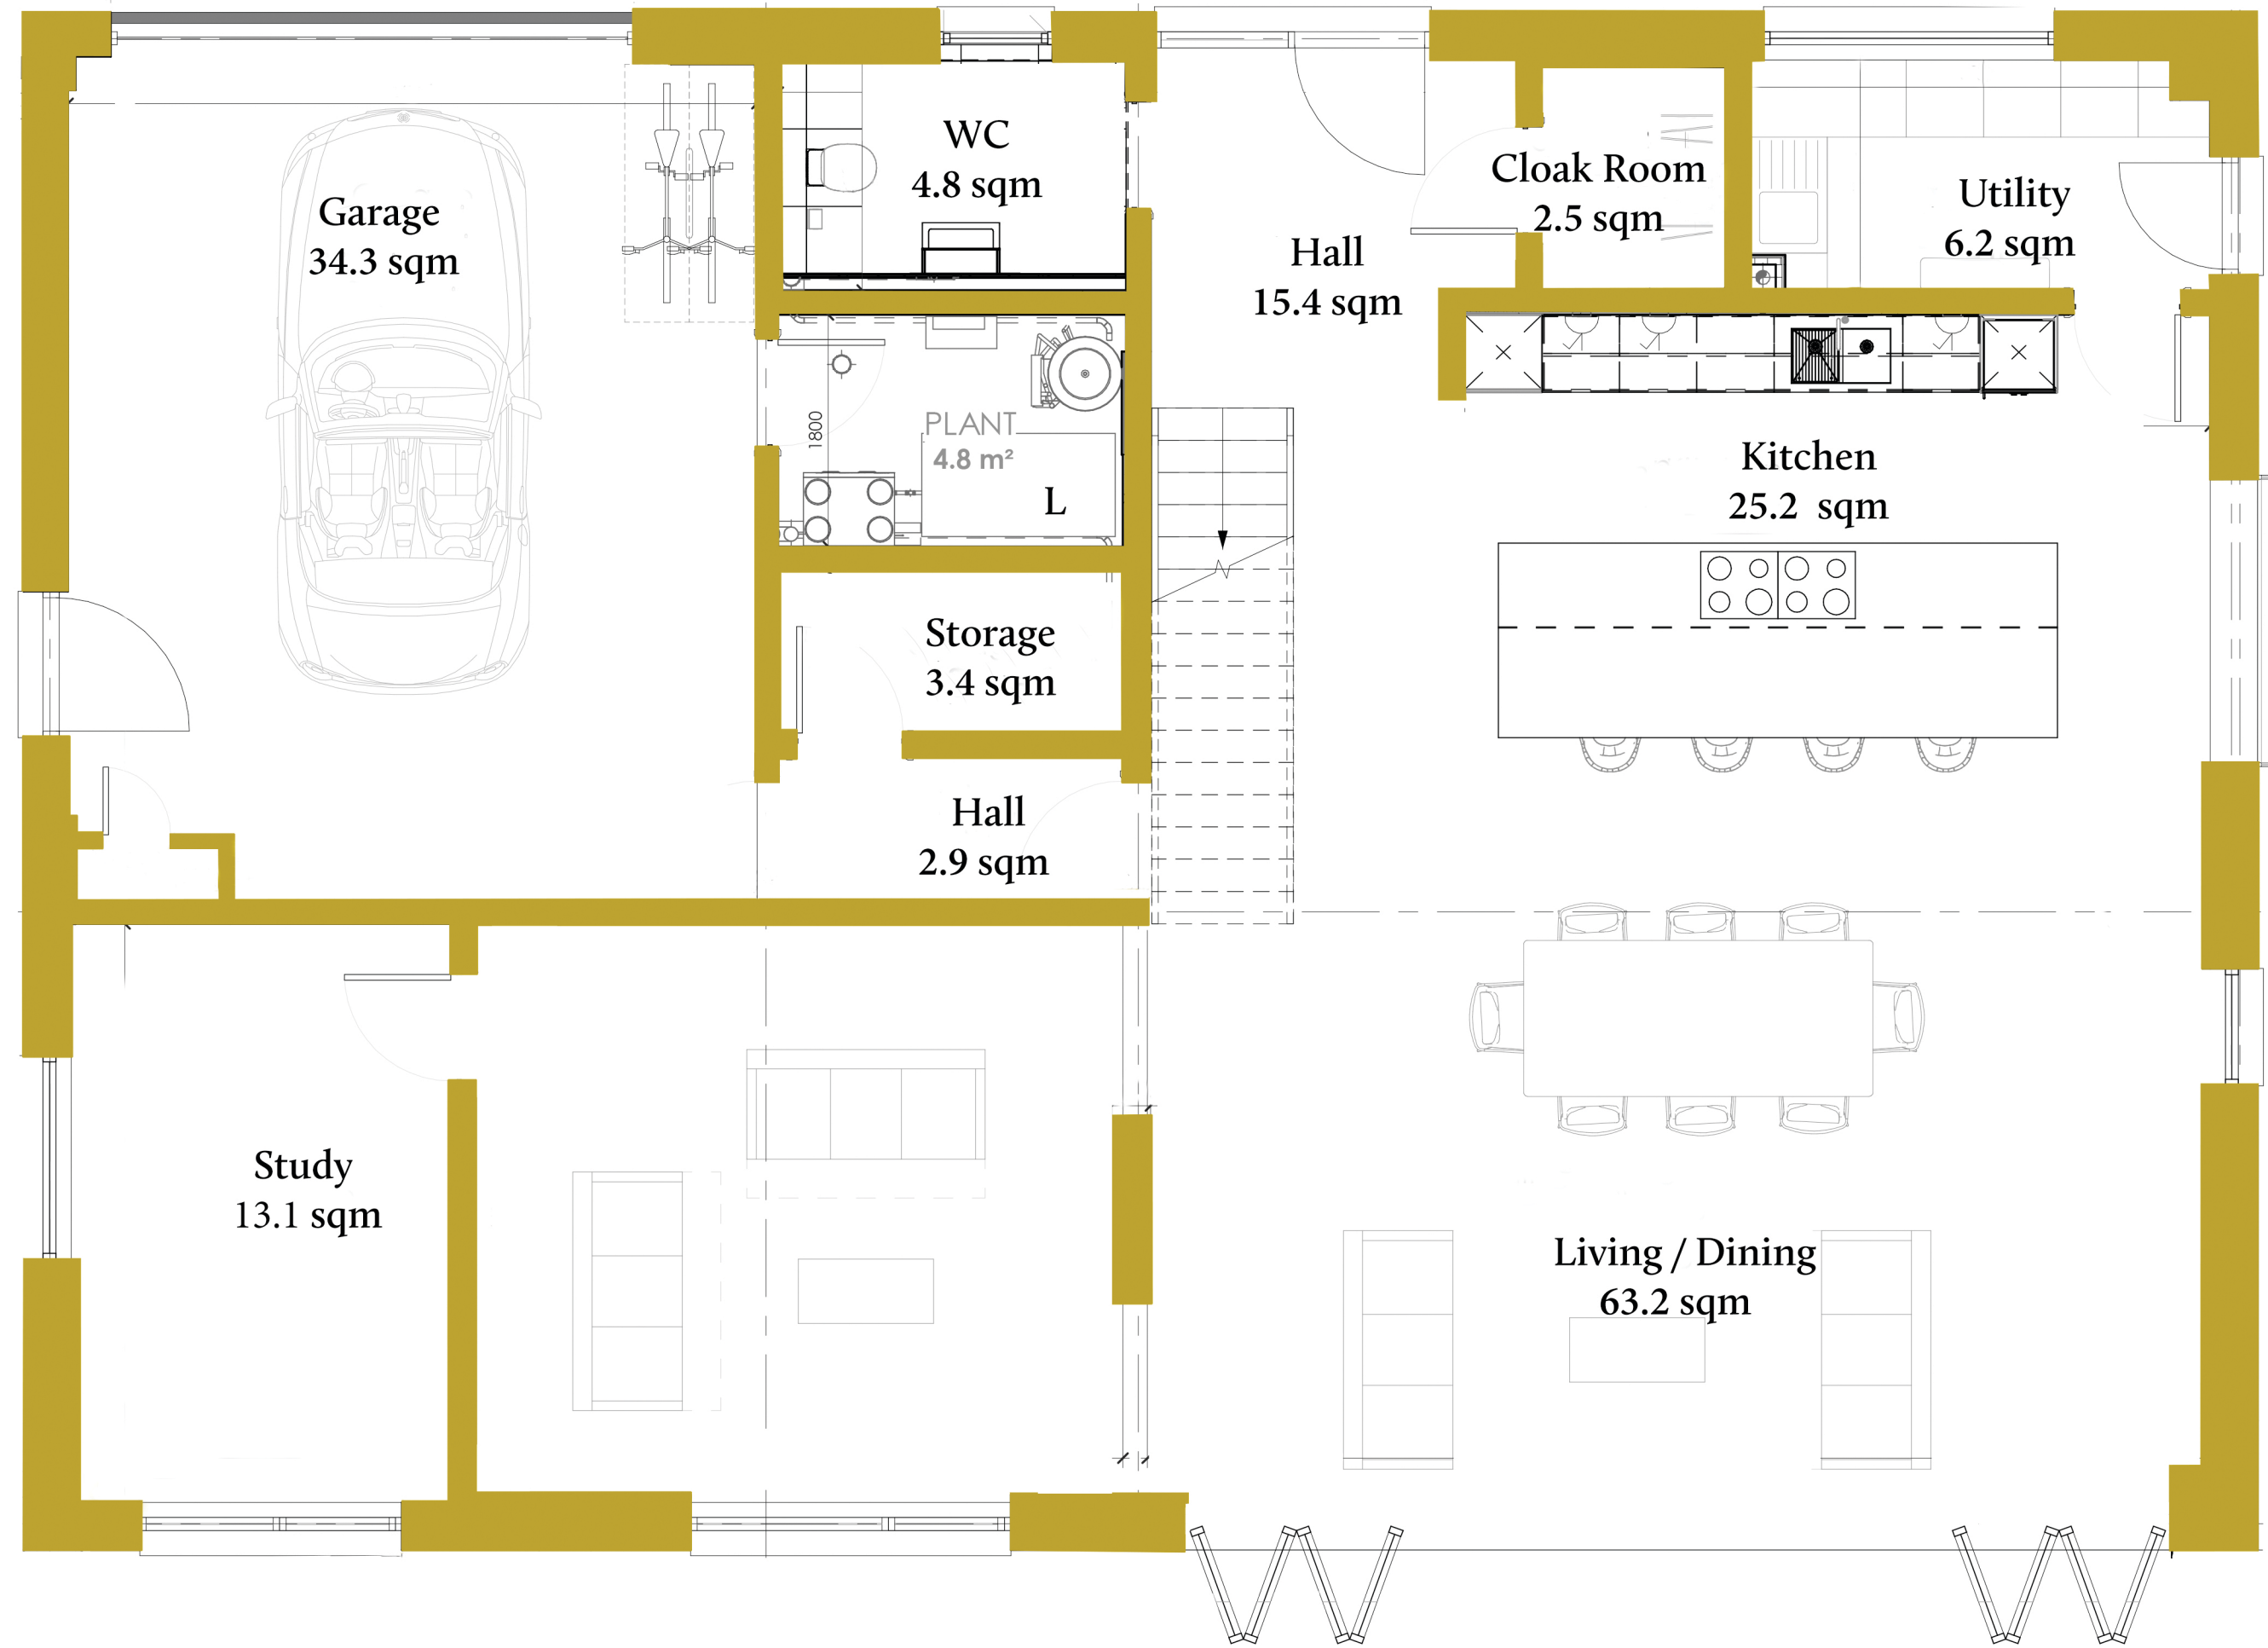 WC
4.8 sqm
Cloak Room
2.5 sqm
Utility
6.2 sqm
Garage
34.3 sqm
Hall
15.4 sqm
PLANT
4.8 m²
1800
L
Kitchen
25.2 sqm
Storage
3.4 sqm
Hall
2.9 sqm
Study
13.1 sqm
Living / Dining
63.2 sqm